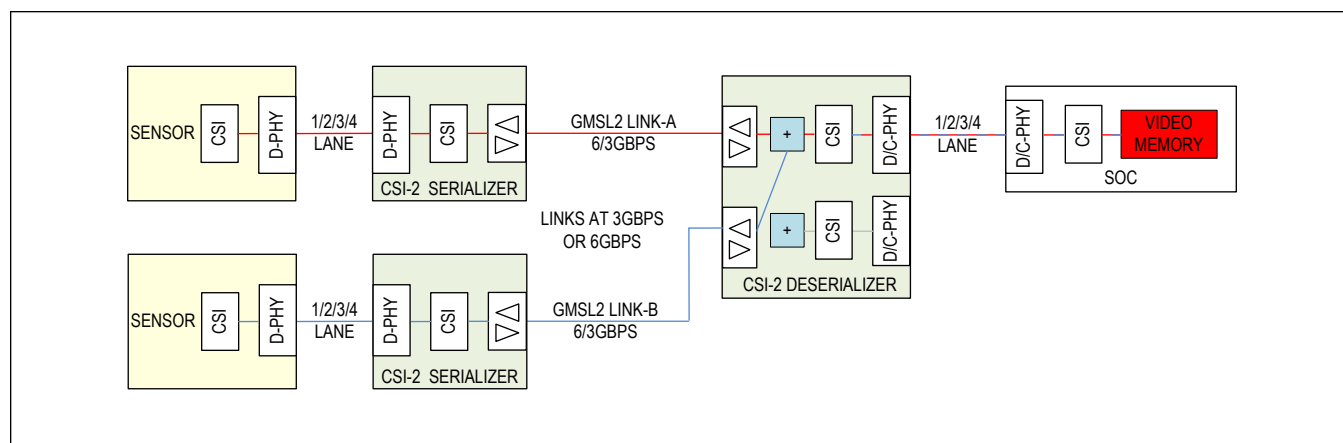 SENSOR
CSI
D-PHY
1/2/3/4
LANE
D-PHY
CSI
CSI-2 SERIALIZER
GMSL2 LINK-A
6/3GBPS
+
CSI
D/C-PHY
1/2/3/4
LANE
D/C-PHY
CSI
VIDEO
MEMORY
SOC
LINKS AT 3GBPS
OR 6GBPS
+
CSI
D/C-PHY
CSI-2 DESERIALIZER
SENSOR
CSI
D-PHY
1/2/3/4
LANE
D-PHY
CSI
CSI-2 SERIALIZER
GMSL2 LINK-B
6/3GBPS